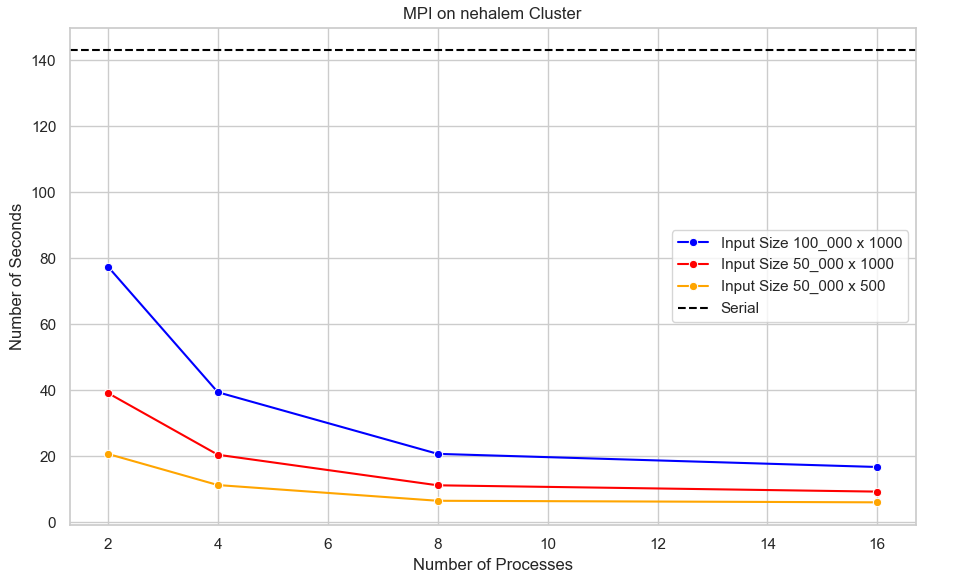 MPI on nehalem Cluster
Number of Seconds
140
120
100
80
60
40
20
0
Input Size 100_000 x 1000
Input Size 50_000 x 1000
Input Size 50_000 x 500
Serial
2 4 6 8 10 12 14 16
Number of Processes